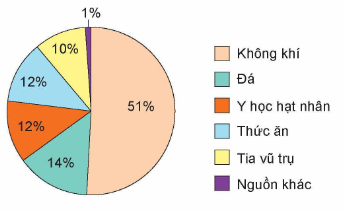 1%
10%
12%
12%
14%
51%
Không khí
Đá
Y học hạt nhân
Thức ăn
Tia vũ trụ
Nguồn khác